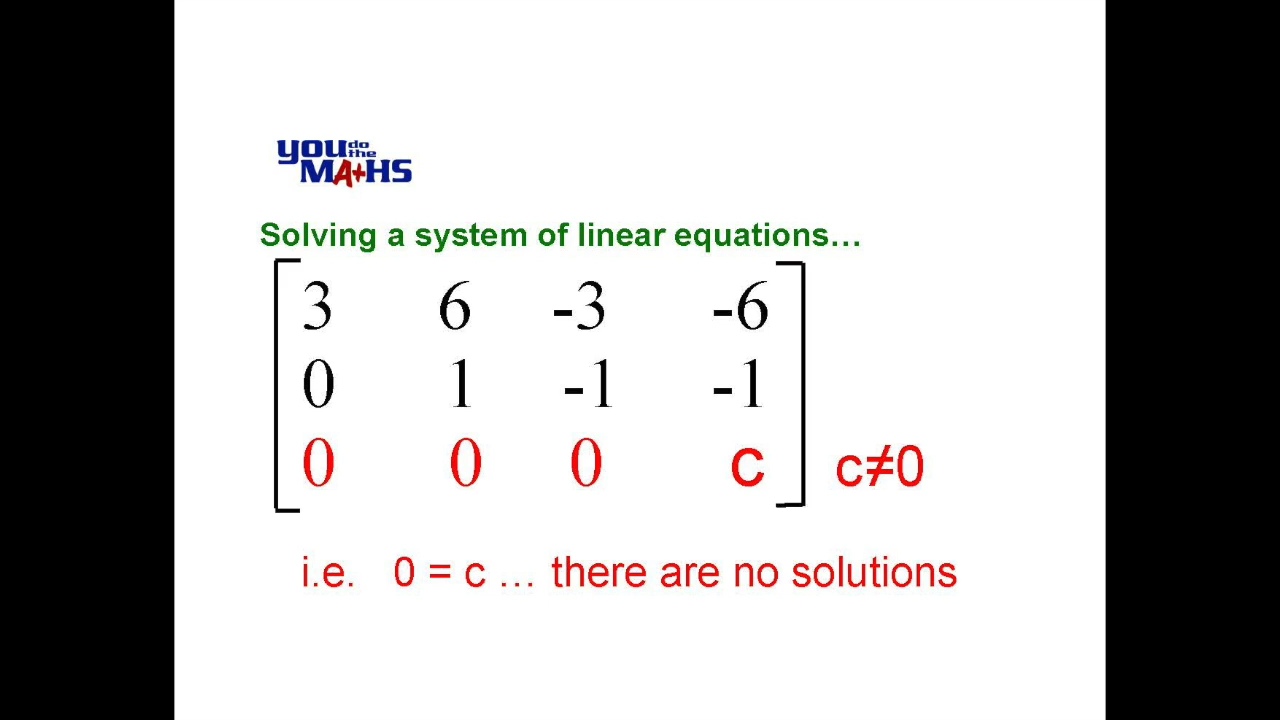 you do the MATHS
Solving a system of linear equations...
3 6 -3 -6
0 1 -1 -1
0 0 0 c c≠0
i.e. 0 = c ... there are no solutions